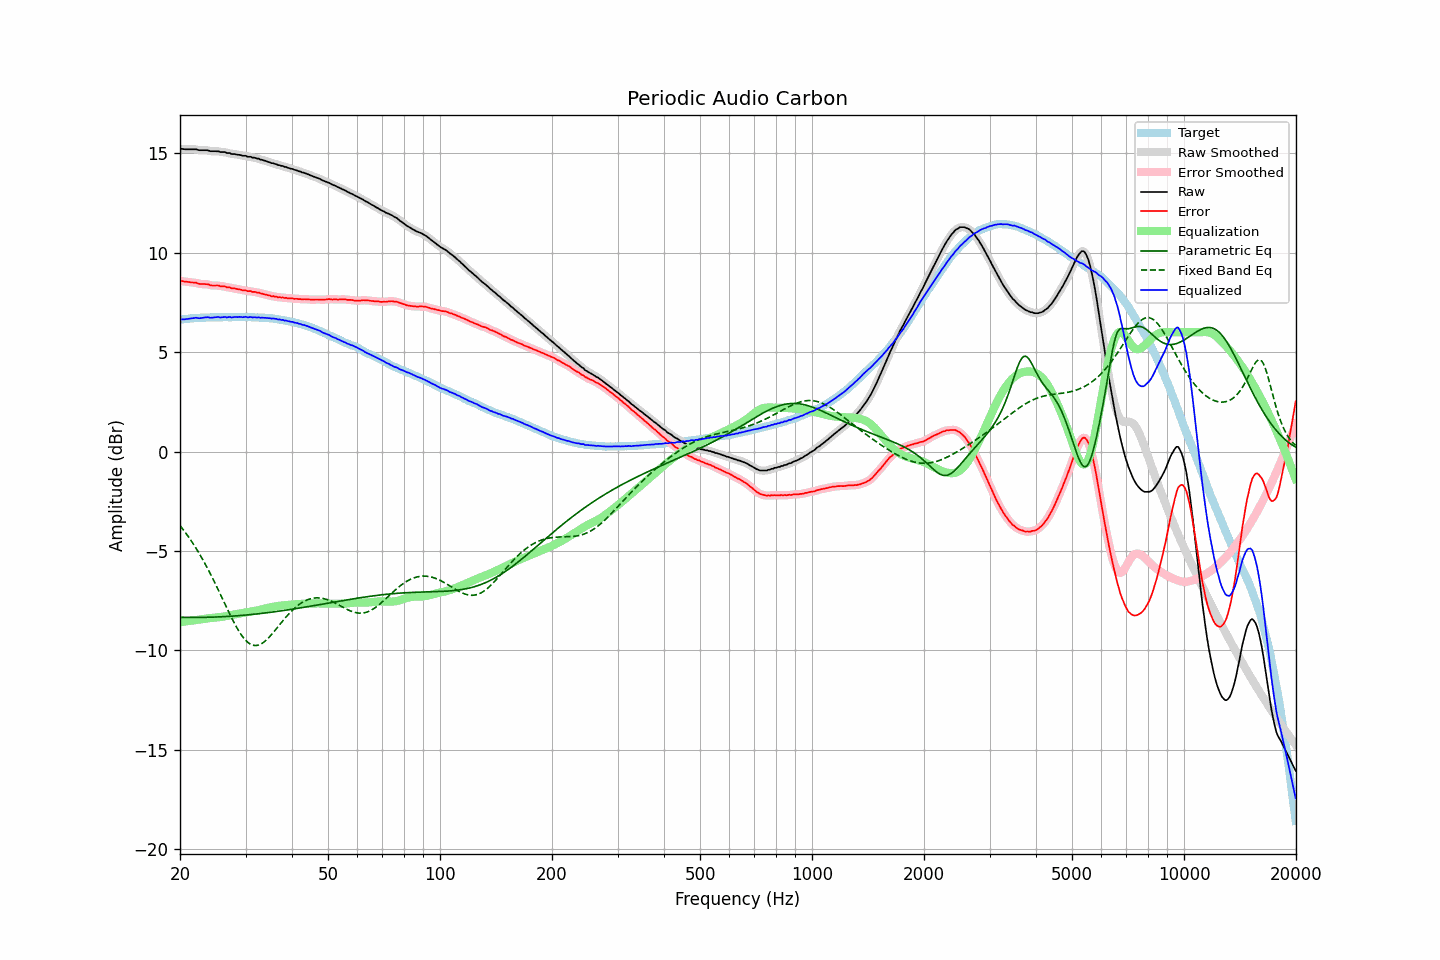 Periodic Audio Carbon
Target
Raw Smoothed
Error Smoothed
Raw
Error
Equalization
Parametric Eq
Fixed Band Eq
Equalized
15
10
5
0
−5
−10
−15
−20
Amplitude (dBr)
20 50 100 200 500 1000 2000 5000 10000 20000
Frequency (Hz)